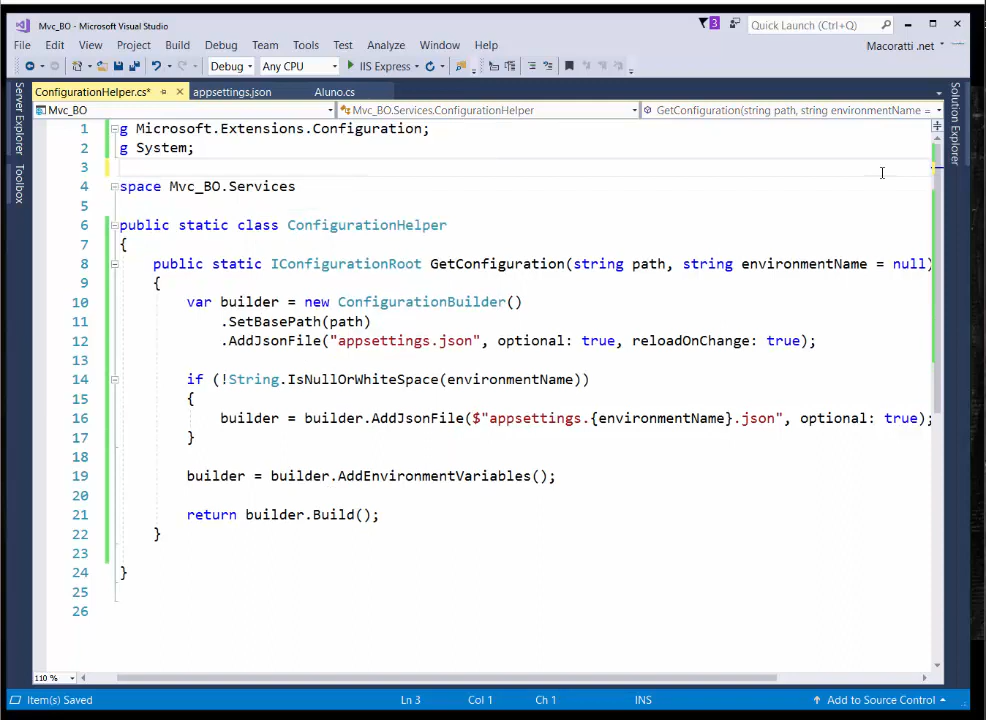 Mvc_BO - Microsoft Visual Studio
3
Quick Launch (Ctrl+Q)
File Edit View Project Build Debug Team Tools Test Analyze Window Help
Macoratti .net
Debug Any CPU IIS Express
ConfigurationHelper.cs* appsettings.json Aluno.cs
Mvc_BO Mvc_BO.Services.ConfigurationHelper GetConfiguration(string path, string environmentName =
Server Explorer
Toolbox
Solution Explorer
1 g Microsoft.Extensions.Configuration;
2 g System;
3
4 space Mvc_BO.Services
5
6 public static class ConfigurationHelper
7 {
8 public static IConfigurationRoot GetConfiguration(string path, string environmentName = null)
9 {
10 var builder = new ConfigurationBuilder()
11 .SetBasePath(path)
12 .AddJsonFile("appsettings.json", optional: true, reloadOnChange: true);
13
14 if (!String.IsNullOrWhiteSpace(environmentName))
15 {
16 builder = builder.AddJsonFile($"appsettings.{environmentName}.json", optional: true);
17 }
18
19 builder = builder.AddEnvironmentVariables();
20
21 return builder.Build();
22 }
23
24 }
25
26
110 %
Item(s) Saved Ln 3 Col 1 Ch 1 INS Add to Source Control